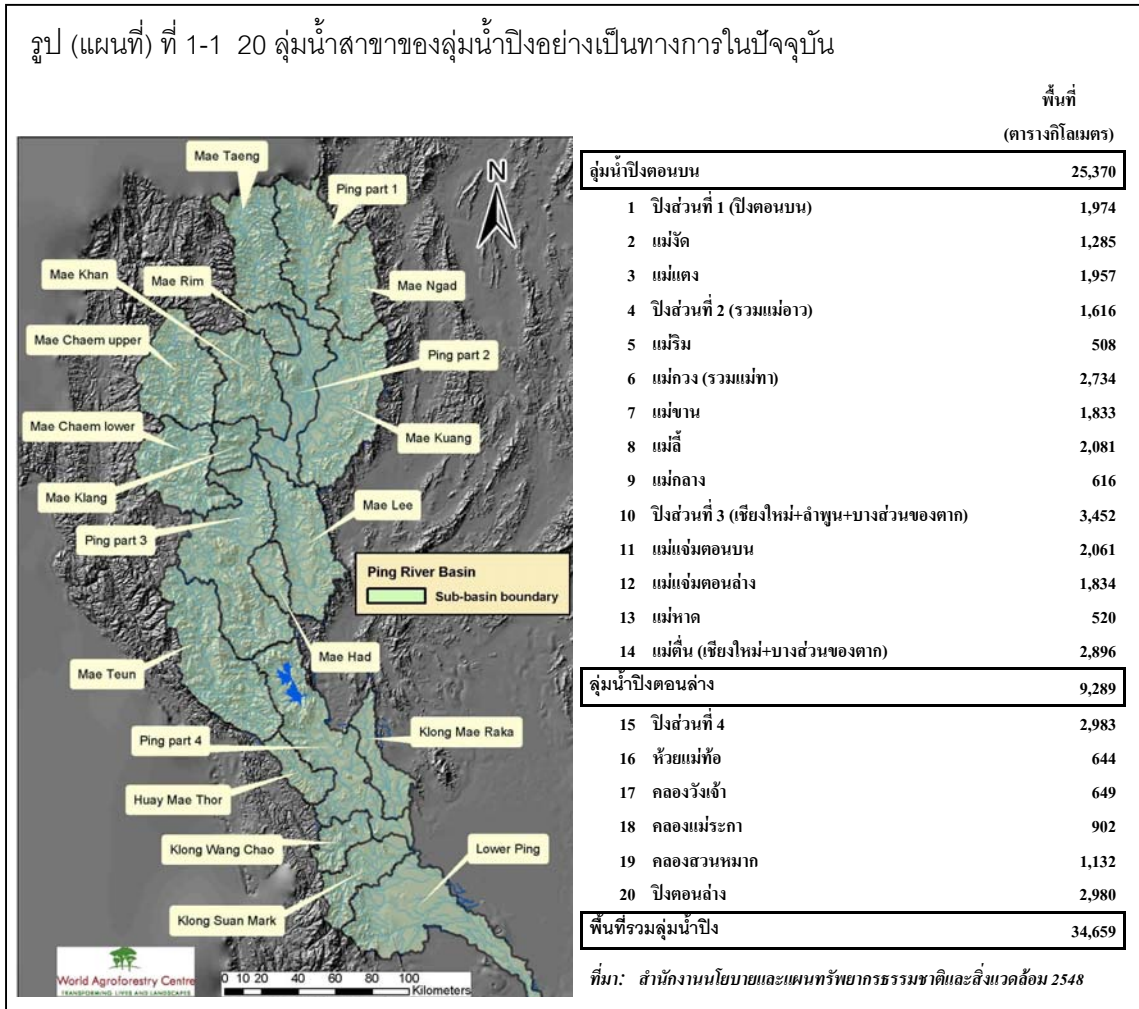 รูป (แผนที่) ที่ 1-1 20 ลุ่มน้ำสาขาของลุ่มน้ำปิงอย่างเป็นทางการในปัจจุบัน
พื้นที่
(ตารางกิโลเมตร)
ลุ่มน้ำปิงตอนบน 25,370
1 ปิงส่วนที่ 1 (ปิงตอนบน) 1,974
2 แม่งัด 1,285
3 แม่แตง 1,957
4 ปิงส่วนที่ 2 (รวมแม่อาว) 1,616
5 แม่ริม 508
6 แม่กวง (รวมแม่ทา) 2,734
7 แม่ขาน 1,833
8 แม่ลี้ 2,081
9 แม่กลาง 616
10 ปิงส่วนที่ 3 (เชียงใหม่+ลำพูน+บางส่วนของตาก) 3,452
11 แม่แจ่มตอนบน 2,061
12 แม่แจ่มตอนล่าง 1,834
13 แม่หาด 520
14 แม่ตื่น (เชียงใหม่+บางส่วนของตาก) 2,896
ลุ่มน้ำปิงตอนล่าง 9,289
15 ปิงส่วนที่ 4 2,983
16 ห้วยแม่ท้อ 644
17 คลองวังเจ้า 649
18 คลองแม่ระกา 902
19 คลองสวนหมาก 1,132
20 ปิงตอนล่าง 2,980
พื้นที่รวมลุ่มน้ำปิง 34,659
ที่มา: สำนักงานนโยบายและแผนทรัพยากรธรรมชาติและสิ่งแวดล้อม 2548
Mae Taeng
N
Ping part 1
Mae Khan
Mae Rim
Mae Ngad
Mae Chaem upper
Ping part 2
Mae Chaem lower
Mae Kuang
Mae Klang
Mae Lee
Ping part 3
Ping River Basin
Sub-basin boundary
Mae Had
Mae Teun
Klong Mae Raka
Ping part 4
Huay Mae Thor
Klong Wang Chao
Lower Ping
Klong Suan Mark
World Agroforestry Centre
TRANSFORMING LIVES AND LANDSCAPES
0 10 20 40 60 80 100
Kilometers